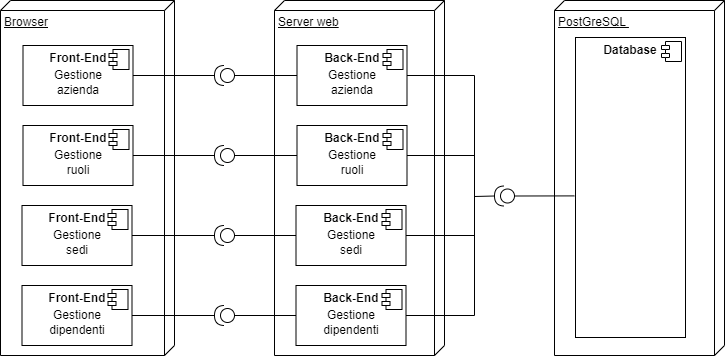 Browser
Server web
PostGreSQL
Front-End
Gestione
azienda
Back-End
Gestione
azienda
Database
Front-End
Gestione
ruoli
Back-End
Gestione
ruoli
Front-End
Gestione
sedi
Back-End
Gestione
sedi
Front-End
Gestione
dipendenti
Back-End
Gestione
dipendenti